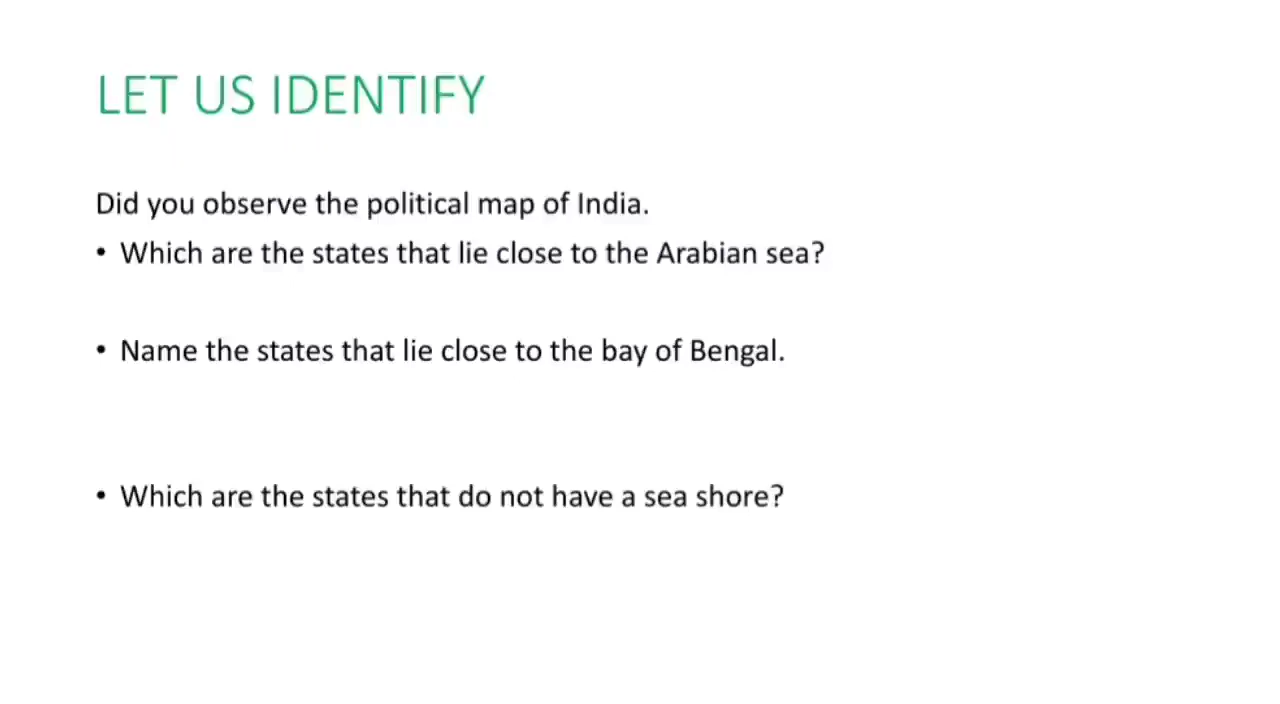 LET US IDENTIFY
Did you observe the political map of India.
• Which are the states that lie close to the Arabian sea?
• Name the states that lie close to the bay of Bengal.
• Which are the states that do not have a sea shore?